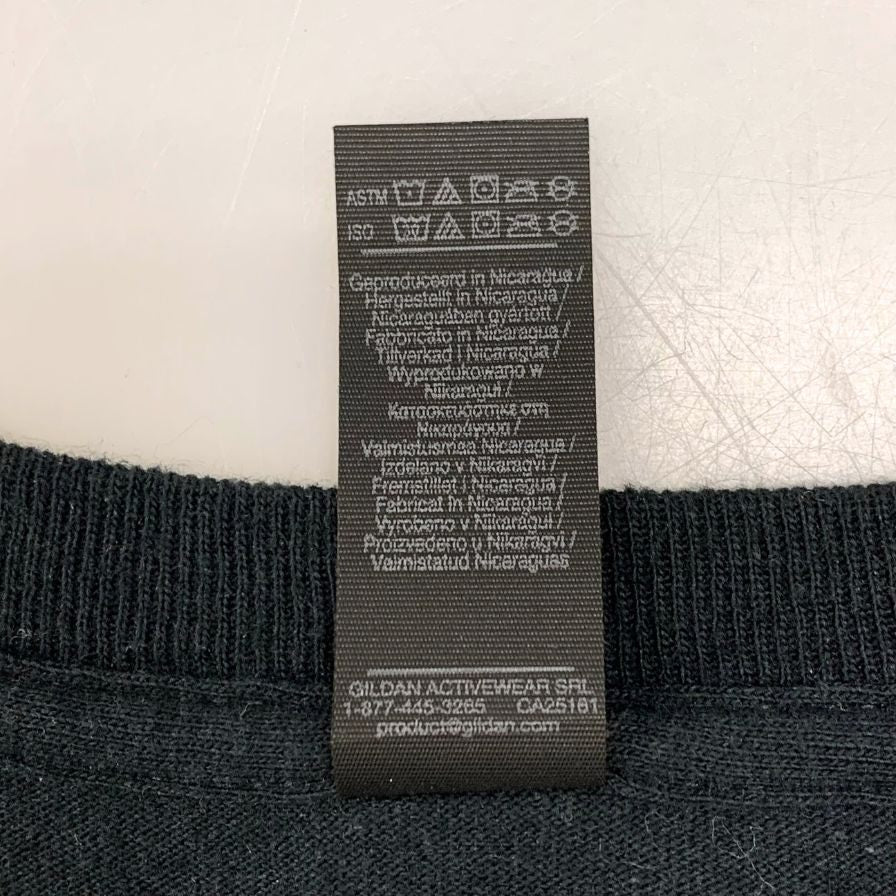 ASTM
ISO
Geproduceerd in Nicaragua /
Hergestellt in Nicaragua /
Nicaraguában gyártott /
Fabbricato in Nicaragua /
Tillverkad i Nicaragua /
Wyprodukowano w
Nikaragui /
Κατασκευάστηκε στη
Νικαράγουα /
Valmistusmaa Nicaragua /
Izdelano v Nikaragvi /
Fremstillet i Nicaragua /
Fabricat în Nicaragua /
Vyrobeno v Nikaragui /
Proizvedeno u Nikaragvi /
Valmistatud Nicaraguas
GILDAN ACTIVEWEAR SRL
1-877-445-3265 CA25161
product@gildan.com